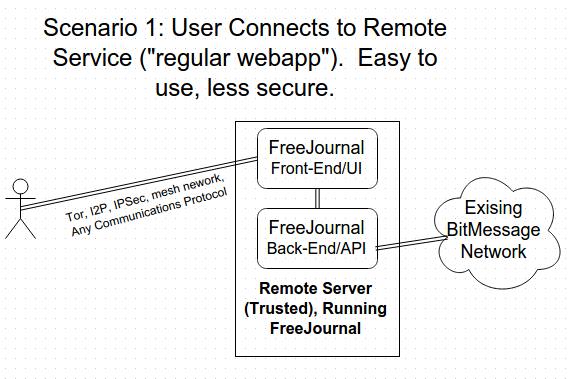 Scenario 1: User Connects to Remote
Service ("regular webapp").  Easy to
use, less secure.
Tor, I2P, IPSec, mesh nework,
Any Communications Protocol
FreeJournal
Front-End/UI
FreeJournal
Back-End/API
Remote Server
(Trusted), Running
FreeJournal
Exising
BitMessage
Network